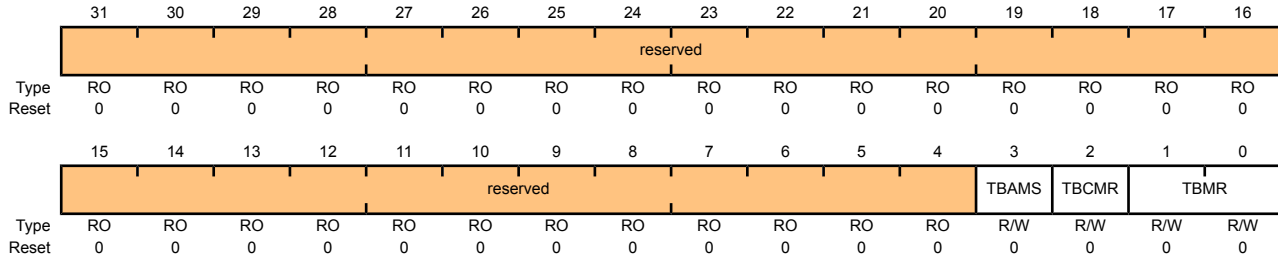 31 30 29 28 27 26 25 24 23 22 21 20 19 18 17 16
reserved
Type RO RO RO RO RO RO RO RO RO RO RO RO RO RO RO RO
Reset 0 0 0 0 0 0 0 0 0 0 0 0 0 0 0 0
15 14 13 12 11 10 9 8 7 6 5 4 3 2 1 0
reserved TBAMS TBCMR TBMR
Type RO RO RO RO RO RO RO RO RO RO RO RO R/W R/W R/W R/W
Reset 0 0 0 0 0 0 0 0 0 0 0 0 0 0 0 0